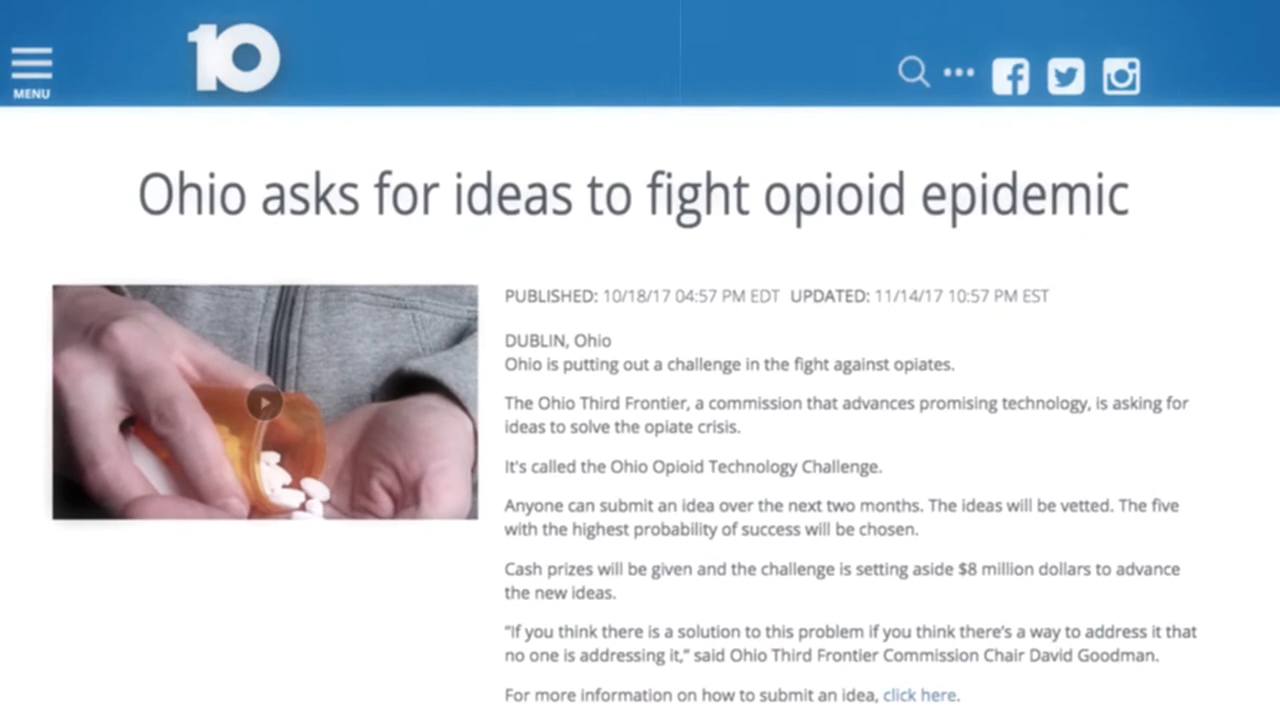 MENU
10
Ohio asks for ideas to fight opioid epidemic
PUBLISHED: 10/18/17 04:57 PM EDT UPDATED: 11/14/17 10:57 PM EST
DUBLIN, Ohio
Ohio is putting out a challenge in the fight against opiates.
The Ohio Third Frontier, a commission that advances promising technology, is asking for
ideas to solve the opiate crisis.
It's called the Ohio Opioid Technology Challenge.
Anyone can submit an idea over the next two months. The ideas will be vetted. The five
with the highest probability of success will be chosen.
Cash prizes will be given and the challenge is setting aside $8 million dollars to advance
the new ideas.
"If you think there is a solution to this problem if you think there's a way to address it that
no one is addressing it," said Ohio Third Frontier Commission Chair David Goodman.
For more information on how to submit an idea, click here.